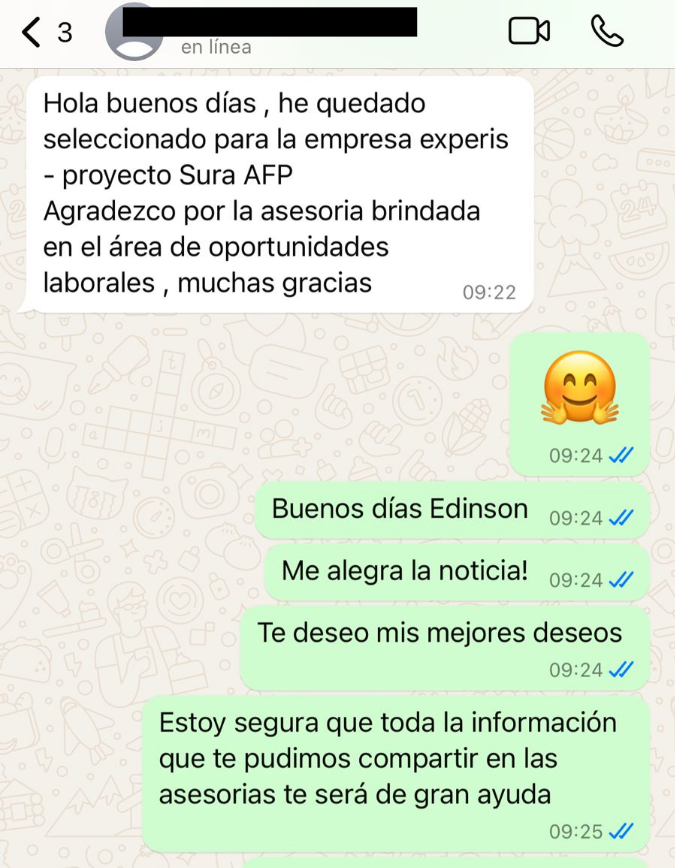 3
en línea
Hola buenos días , he quedado
seleccionado para la empresa experis
- proyecto Sura AFP
Agradezco por la asesoria brindada
en el área de oportunidades
laborales , muchas gracias
09:22
09:24
Buenos días Edinson
09:24
Me alegra la noticia!
09:24
Te deseo mis mejores deseos
09:24
Estoy segura que toda la información
que te pudimos compartir en las
asesorias te será de gran ayuda
09:25